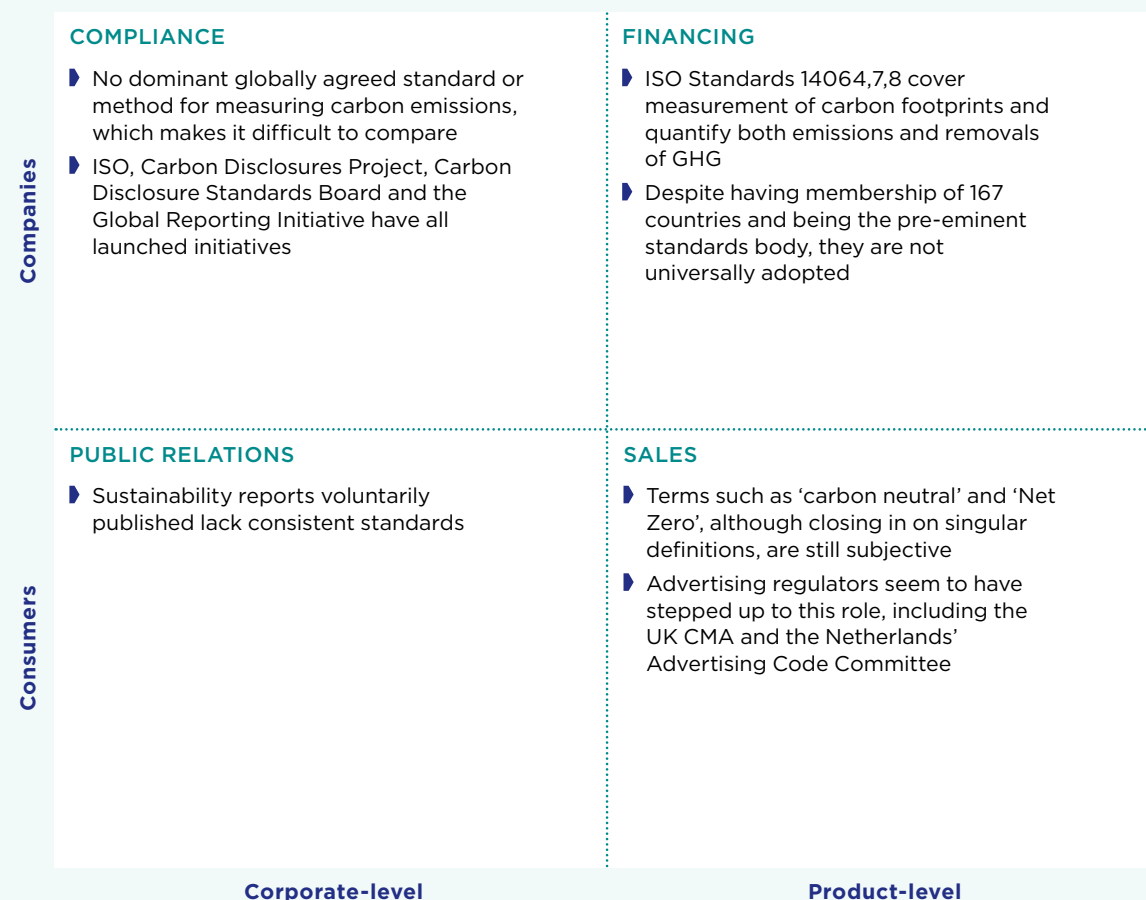 COMPLIANCE
No dominant globally agreed standard or
method for measuring carbon emissions,
which makes it difficult to compare
ISO, Carbon Disclosures Project, Carbon
Disclosure Standards Board and the
Global Reporting Initiative have all
launched initiatives
FINANCING
ISO Standards 14064,7,8 cover
measurement of carbon footprints and
quantify both emissions and removals
of GHG
Despite having membership of 167
countries and being the pre-eminent
standards body, they are not
universally adopted
Companies
PUBLIC RELATIONS
Sustainability reports voluntarily
published lack consistent standards
SALES
Terms such as ‘carbon neutral’ and ‘Net
Zero’, although closing in on singular
definitions, are still subjective
Advertising regulators seem to have
stepped up to this role, including the
UK CMA and the Netherlands’
Advertising Code Committee
Consumers
Corporate-level
Product-level